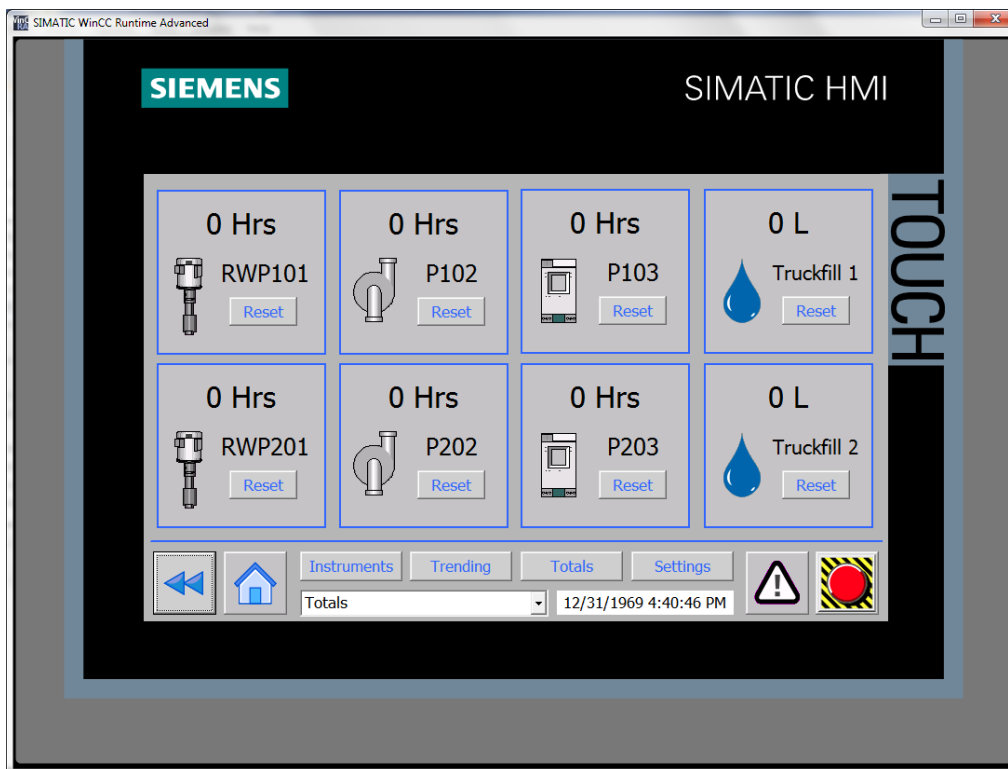 SIMATIC WinCC Runtime Advanced
SIEMENS
SIMATIC HMI
TOUCH
0 Hrs
RWP101
Reset
0 Hrs
P102
Reset
0 Hrs
P103
Reset
0 L
Truckfill 1
Reset
0 Hrs
RWP201
Reset
0 Hrs
P202
Reset
0 Hrs
P203
Reset
0 L
Truckfill 2
Reset
Instruments
Trending
Totals
Settings
Totals
12/31/1969 4:40:46 PM